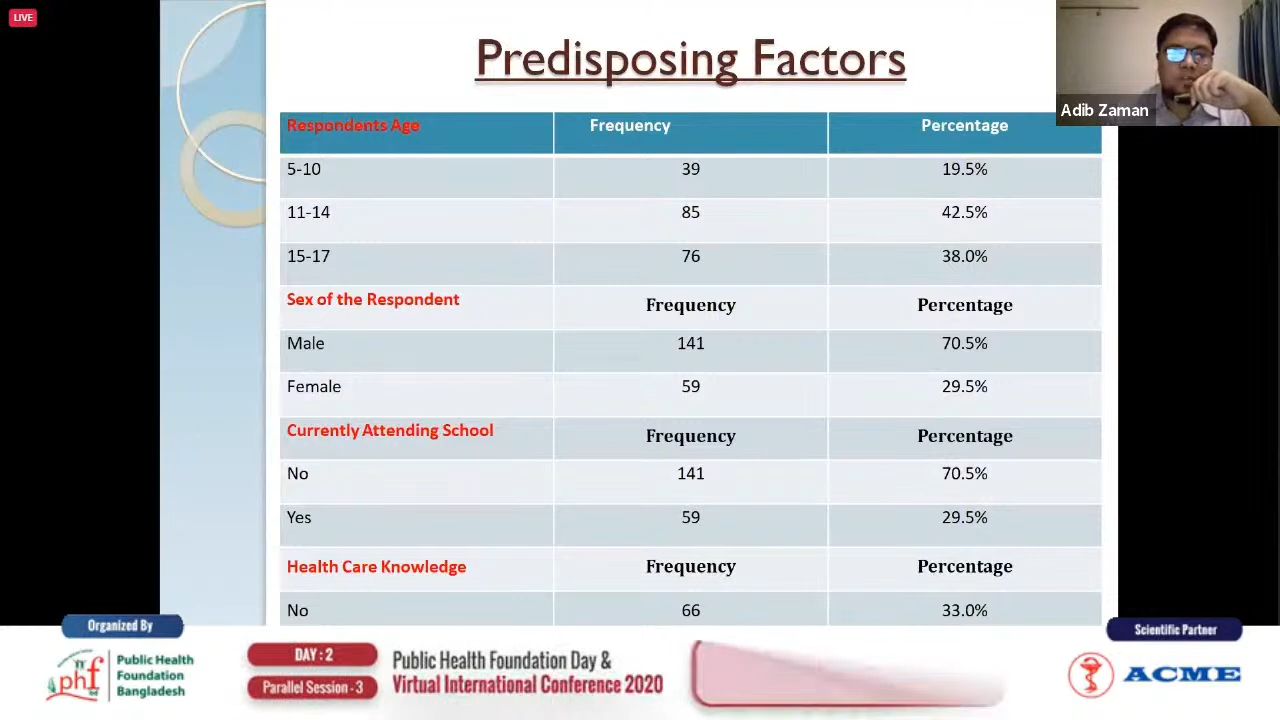 LIVE
Predisposing Factors
Adib Zaman
Respondents Age Frequency Percentage
5-10 39 19.5%
11-14 85 42.5%
15-17 76 38.0%
Sex of the Respondent Frequency Percentage
Male 141 70.5%
Female 59 29.5%
Currently Attending School Frequency Percentage
No 141 70.5%
Yes 59 29.5%
Health Care Knowledge Frequency Percentage
No 66 33.0%
Organized By
phf
Public Health
Foundation
Bangladesh
DAY : 2
Parallel Session - 3
Public Health Foundation Day &
Virtual International Conference 2020
Scientific Partner
ACME